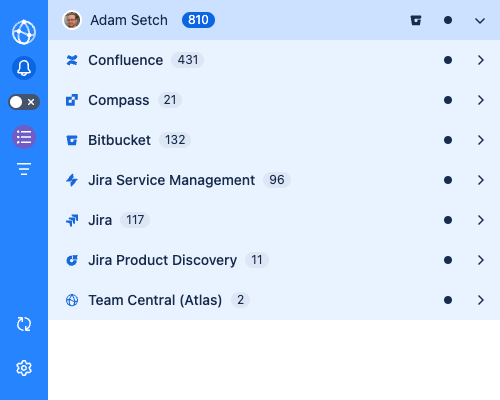 Adam Setch 810
Confluence 431
Compass 21
Bitbucket 132
Jira Service Management 96
Jira 117
Jira Product Discovery 11
Team Central (Atlas) 2